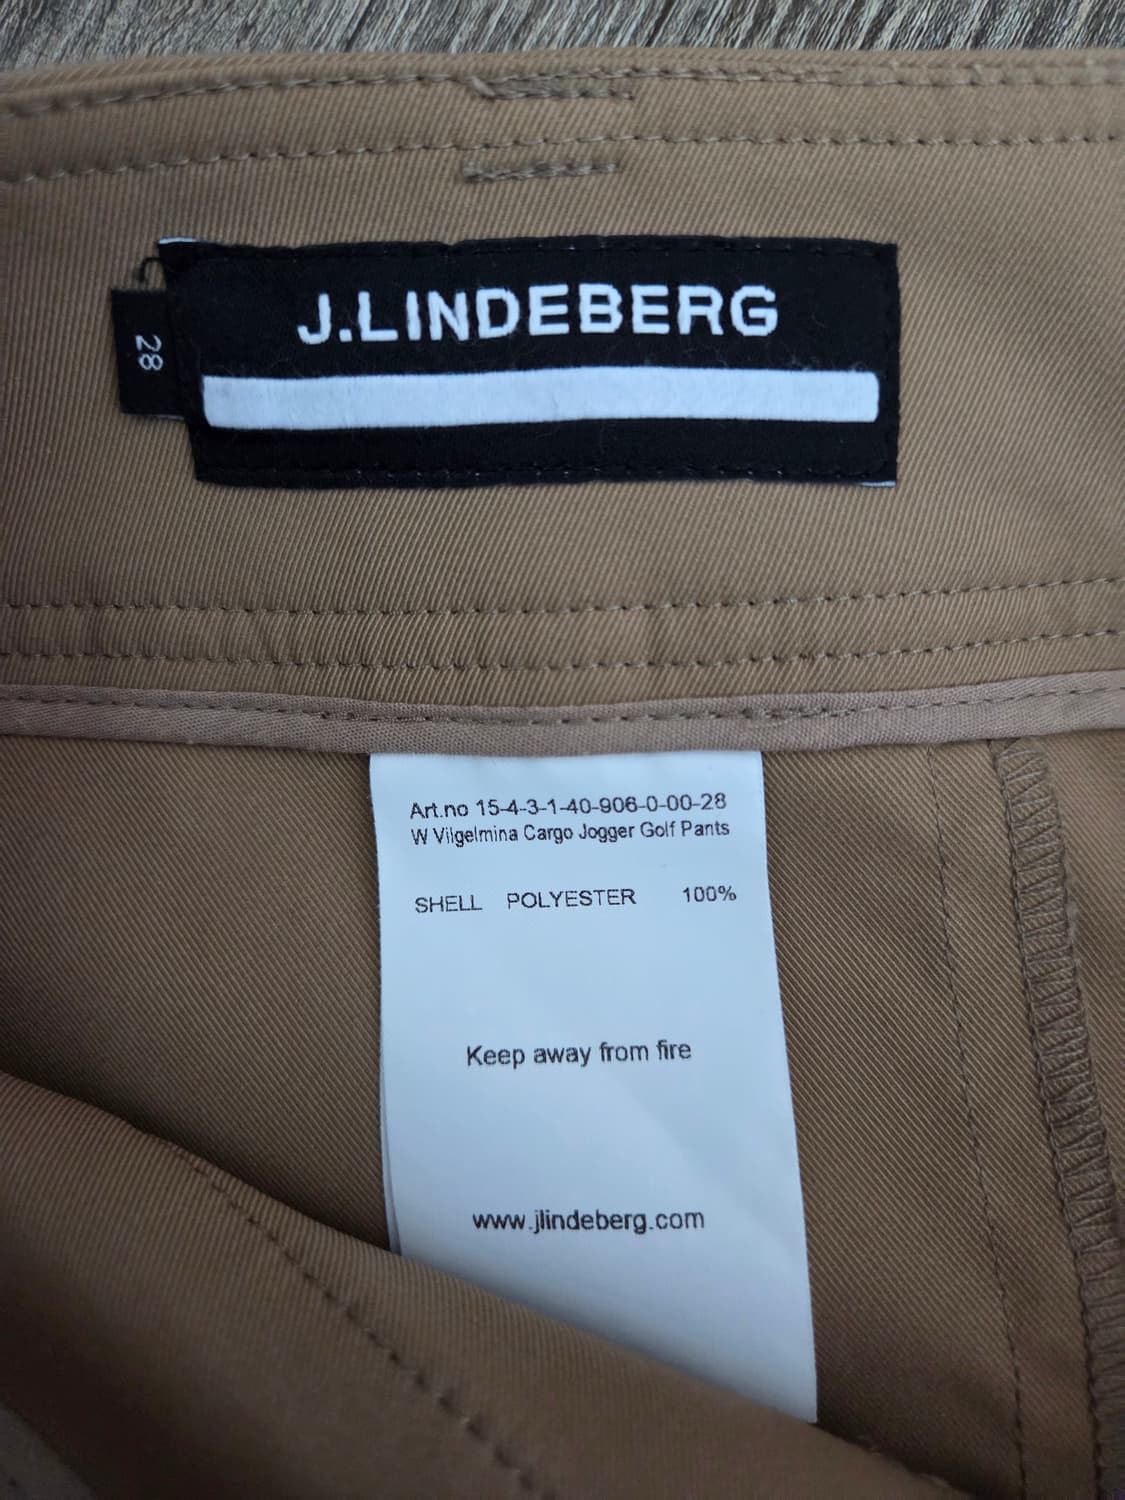 J.LINDEBERG
28
Art.no 15-4-3-1-40-906-0-00-28
W Vilgelmina Cargo Jogger Golf Pants
SHELL POLYESTER 100%
Keep away from fire
www.jlindeberg.com